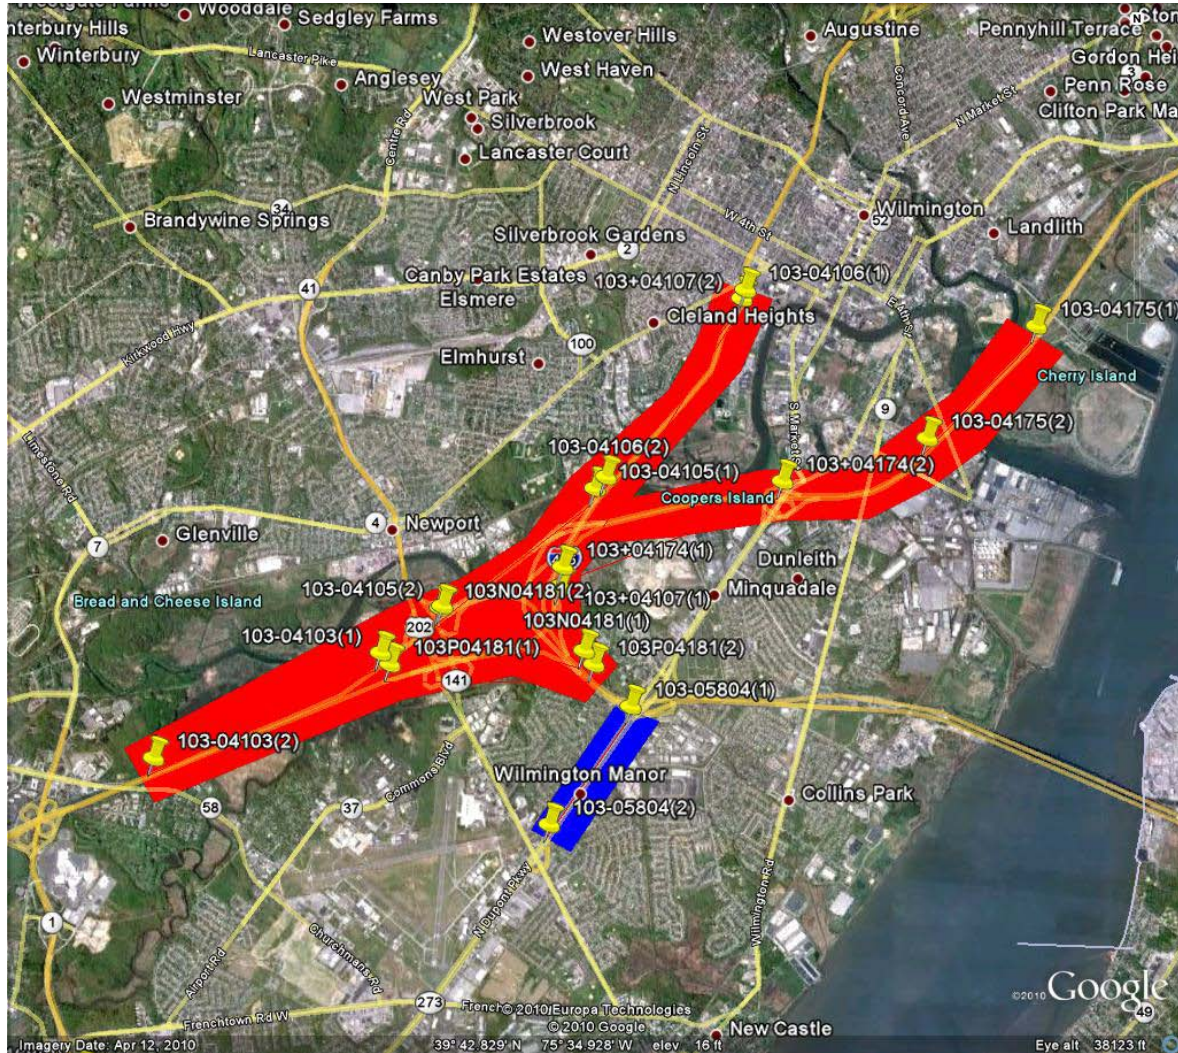 Westgate Farms
Wooddale
Sedgley Farms
nterbury Hills
Winterbury
Lancaster Pike
Westover Hills
Augustine
Pennyhill Terrace
Ston
N
Gordon Hei
Anglesey
West Haven
3
Penn Rose
Westminster
West Park
Centre Rd
Concord Ave
N Market St
Clifton Park Ma
Silverbrook
Lancaster Court
N Lincoln St
34
Brandywine Springs
W 4th St
Wilmington
52
Landlith
Silverbrook Gardens
2
41
Canby Park Estates
103+04107(2)
103-04106(1)
Elsmere
E 4th St
Cleland Heights
103-04175(1)
Kirkwood Hwy
100
Elmhurst
Cherry Island
9
S Market St
103-04175(2)
Limestone Rd
103-04106(2)
103-04105(1)
103+04174(2)
Coopers Island
4
Newport
7
Glenville
103+04174(1)
Dunleith
Minquadale
Bread and Cheese Island
103-04105(2)
103N04181(2)
103+04107(1)
103-04103(1)
202
103N04181(1)
103P04181(1)
103P04181(2)
141
103-05804(1)
103-04103(2)
Wilmington Manor
58
37
Commons Blvd
103-05804(2)
Collins Park
N Dupont Pkwy
Wilmington Rd
1
Airport Rd
Churchmans Rd
273
Frenchtown Rd W
© 2010 Europa Technologies
© 2010 Google
©2010 Google
49
New Castle
Imagery Date: Apr 12, 2010
39° 42.829' N 75° 34.928' W elev 16 ft
Eye alt 38123 ft